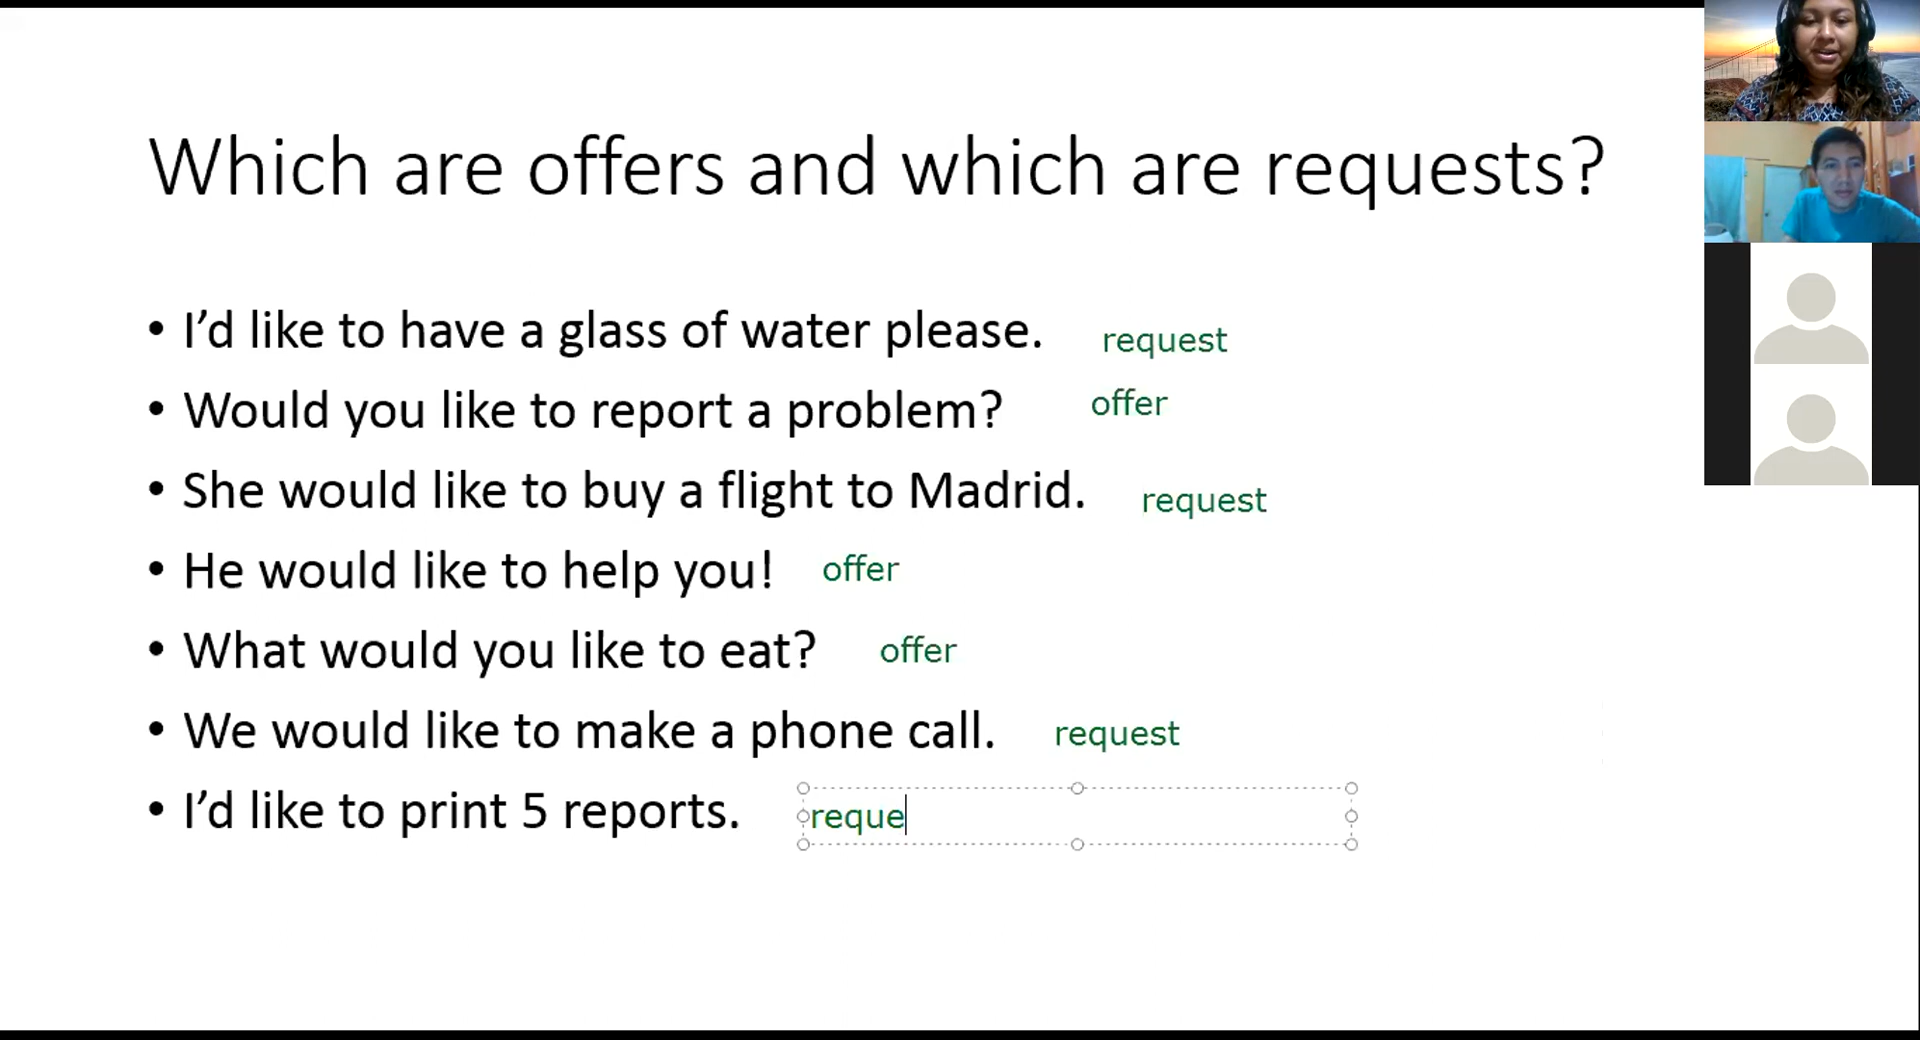 Which are offers and which are requests?
• I’d like to have a glass of water please. request
• Would you like to report a problem? offer
• She would like to buy a flight to Madrid. request
• He would like to help you! offer
• What would you like to eat? offer
• We would like to make a phone call. request
• I’d like to print 5 reports. reque